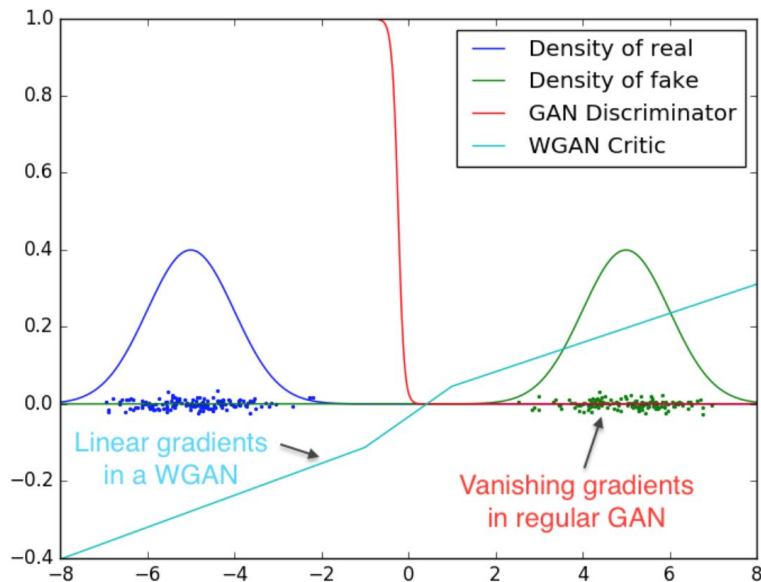 1.0
0.8
0.6
0.4
0.2
0.0
−0.2
−0.4
−8
−6
−4
−2
0
2
4
6
8
Density of real
Density of fake
GAN Discriminator
WGAN Critic
Linear gradients
in a WGAN
Vanishing gradients
in regular GAN